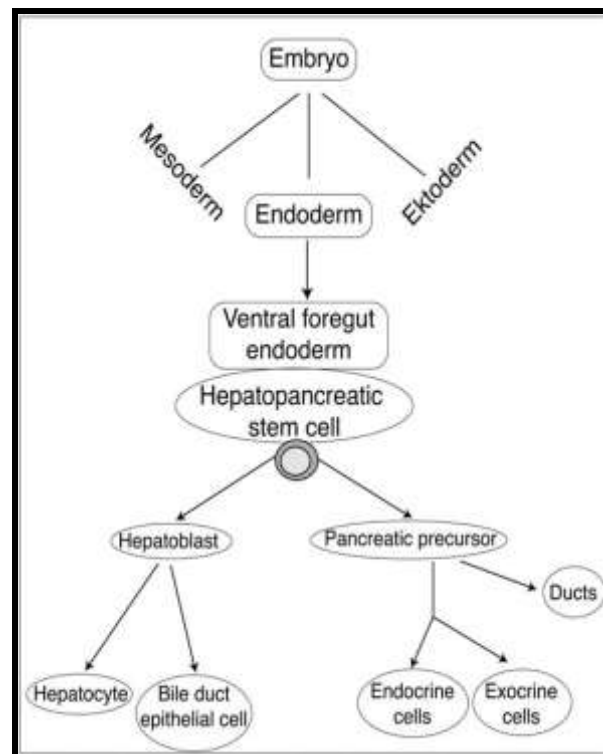 Embryo
Mesoderm
Ektoderm
Endoderm
Ventral foregut
endoderm
Hepatopancreatic
stem cell
Hepatoblast
Pancreatic precursor
Ducts
Hepatocyte
Bile duct
epithelial cell
Endocrine
cells
Exocrine
cells